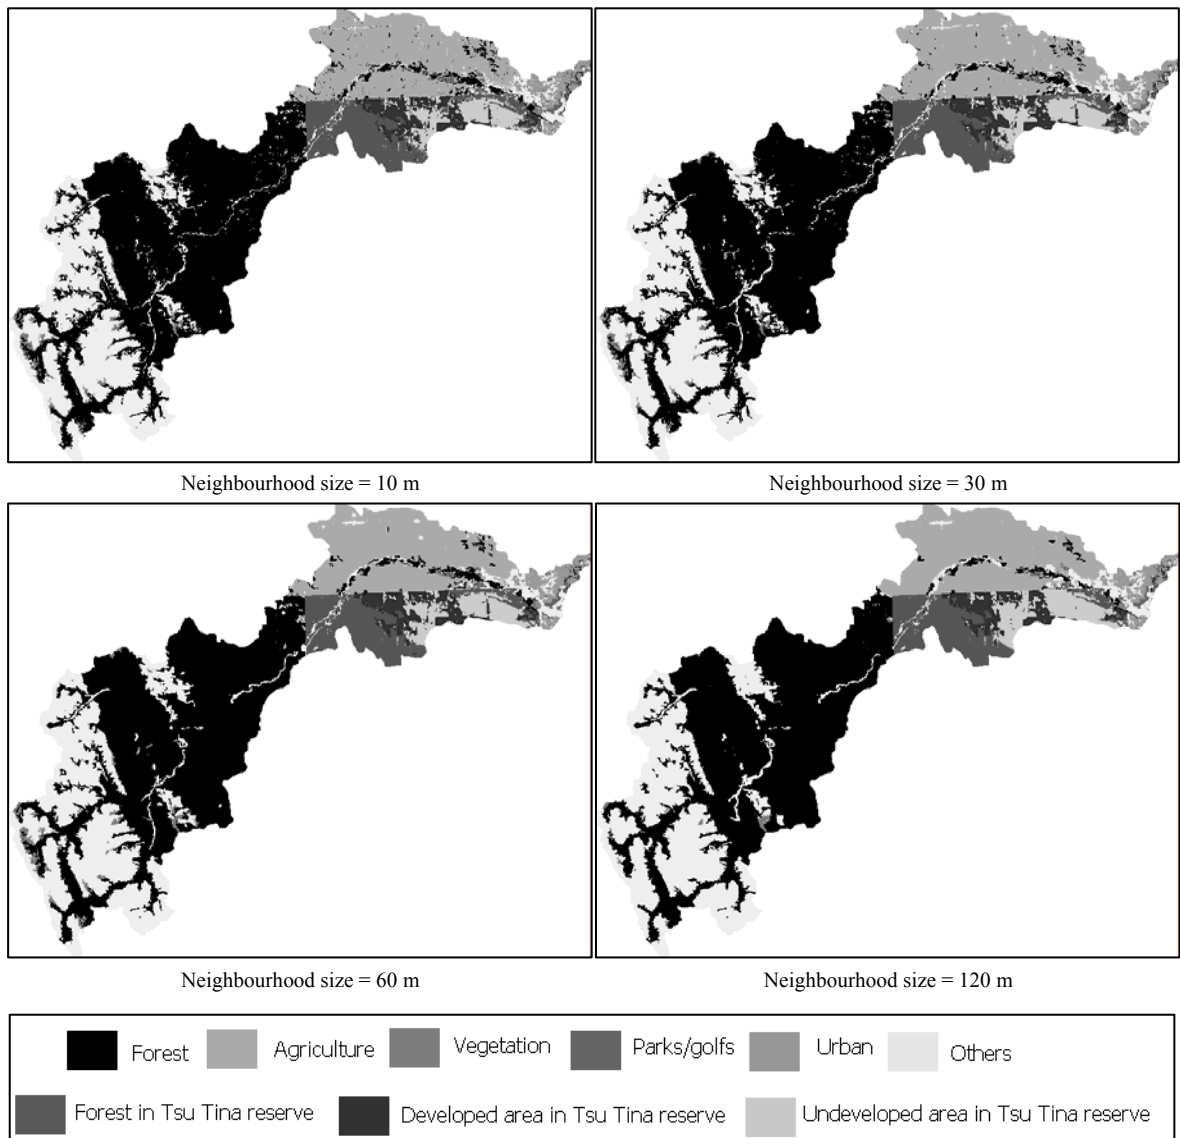 Neighbourhood size = 10 m
Neighbourhood size = 30 m
Neighbourhood size = 60 m
Neighbourhood size = 120 m
Forest
Agriculture
Vegetation
Parks/golfs
Urban
Others
Forest in Tsu Tina reserve
Developed area in Tsu Tina reserve
Undeveloped area in Tsu Tina reserve